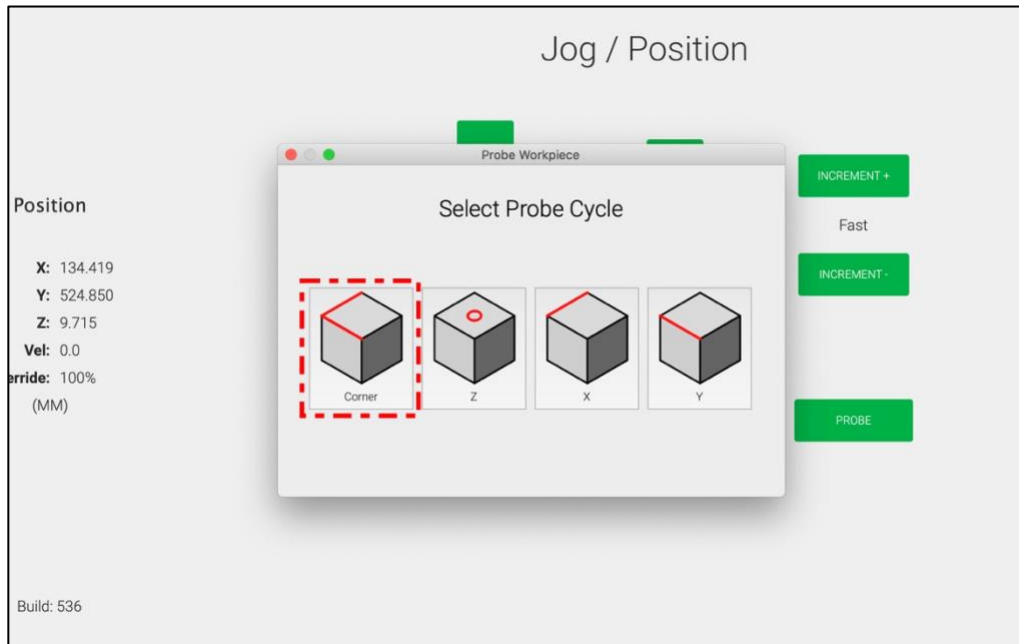 Jog / Position
Probe Workpiece
Select Probe Cycle
Corner
Z
X
Y
INCREMENT +
Fast
INCREMENT -
PROBE
Position
X: 134.419
Y: 524.850
Z: 9.715
Vel: 0.0
erride: 100%
(MM)
Build: 536